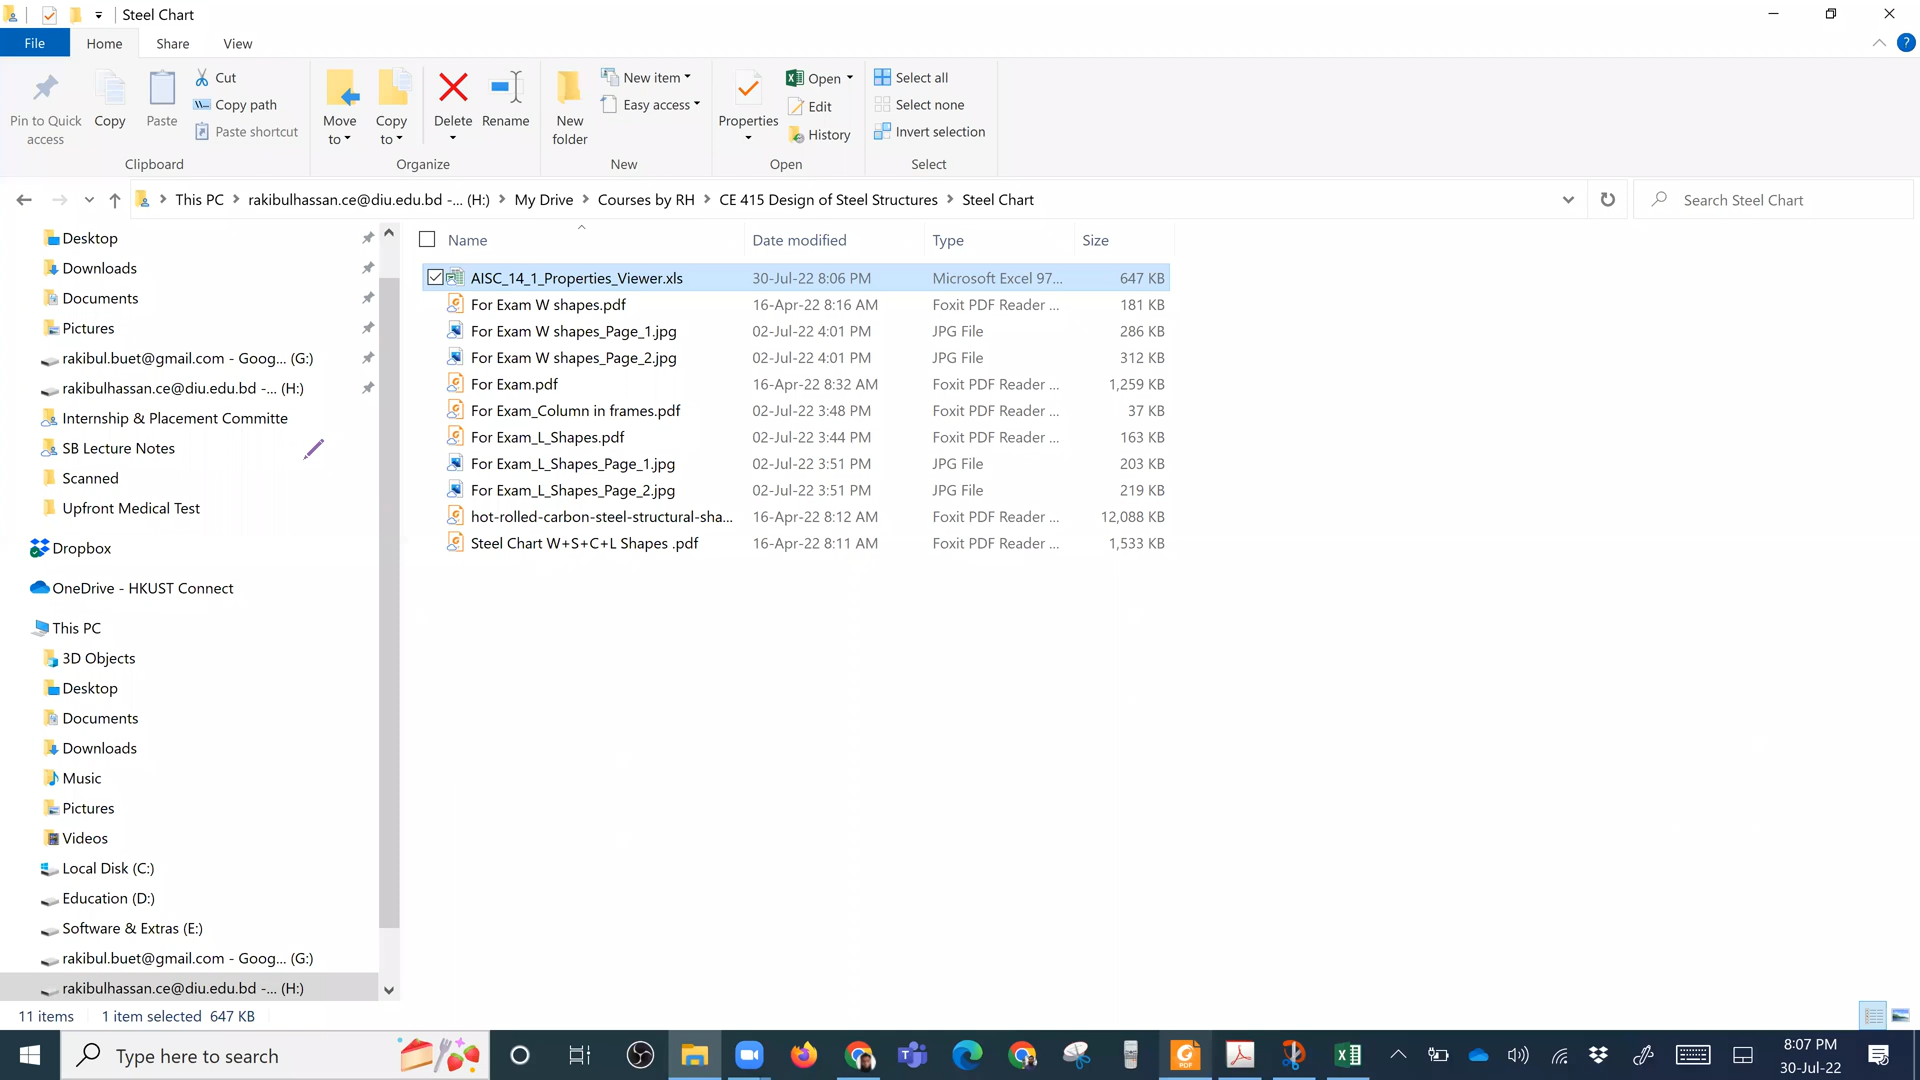 Steel Chart
File
Home
Share
View
Pin to Quick access
Copy
Paste
Cut
Copy path
Paste shortcut
Clipboard
Move to
Copy to
Delete
Rename
Organize
New folder
New item
Easy access
New
Properties
Open
Edit
History
Open
Select all
Select none
Invert selection
Select
This PC > rakibulhassan.ce@diu.edu.bd -... (H:) > My Drive > Courses by RH > CE 415 Design of Steel Structures > Steel Chart
Search Steel Chart
Desktop
Downloads
Documents
Pictures
rakibul.buet@gmail.com - Goog... (G:)
rakibulhassan.ce@diu.edu.bd -... (H:)
Internship & Placement Committe
SB Lecture Notes
Scanned
Upfront Medical Test
Dropbox
OneDrive - HKUST Connect
This PC
3D Objects
Desktop
Documents
Downloads
Music
Pictures
Videos
Local Disk (C:)
Education (D:)
Software & Extras (E:)
rakibul.buet@gmail.com - Goog... (G:)
rakibulhassan.ce@diu.edu.bd -... (H:)
Name Date modified Type Size
AISC_14_1_Properties_Viewer.xls 30-Jul-22 8:06 PM Microsoft Excel 97... 647 KB
For Exam W shapes.pdf 16-Apr-22 8:16 AM Foxit PDF Reader ... 181 KB
For Exam W shapes_Page_1.jpg 02-Jul-22 4:01 PM JPG File 286 KB
For Exam W shapes_Page_2.jpg 02-Jul-22 4:01 PM JPG File 312 KB
For Exam.pdf 16-Apr-22 8:32 AM Foxit PDF Reader ... 1,259 KB
For Exam_Column in frames.pdf 02-Jul-22 3:48 PM Foxit PDF Reader ... 37 KB
For Exam_L_Shapes.pdf 02-Jul-22 3:44 PM Foxit PDF Reader ... 163 KB
For Exam_L_Shapes_Page_1.jpg 02-Jul-22 3:51 PM JPG File 203 KB
For Exam_L_Shapes_Page_2.jpg 02-Jul-22 3:51 PM JPG File 219 KB
hot-rolled-carbon-steel-structural-sha... 16-Apr-22 8:12 AM Foxit PDF Reader ... 12,088 KB
Steel Chart W+S+C+L Shapes .pdf 16-Apr-22 8:11 AM Foxit PDF Reader ... 1,533 KB
11 items 1 item selected 647 KB
Type here to search
8:07 PM
30-Jul-22